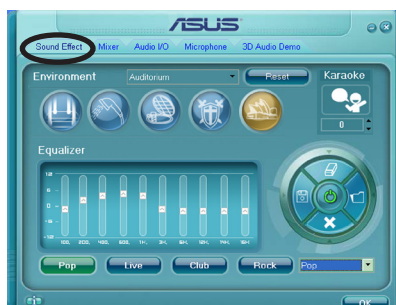 ASUS
Sound Effect Mixer Audio I/O Microphone 3D Audio Demo
Environment Auditorium Reset Karaoke
0
Equalizer
Pop Live Club Rock Pop
OK